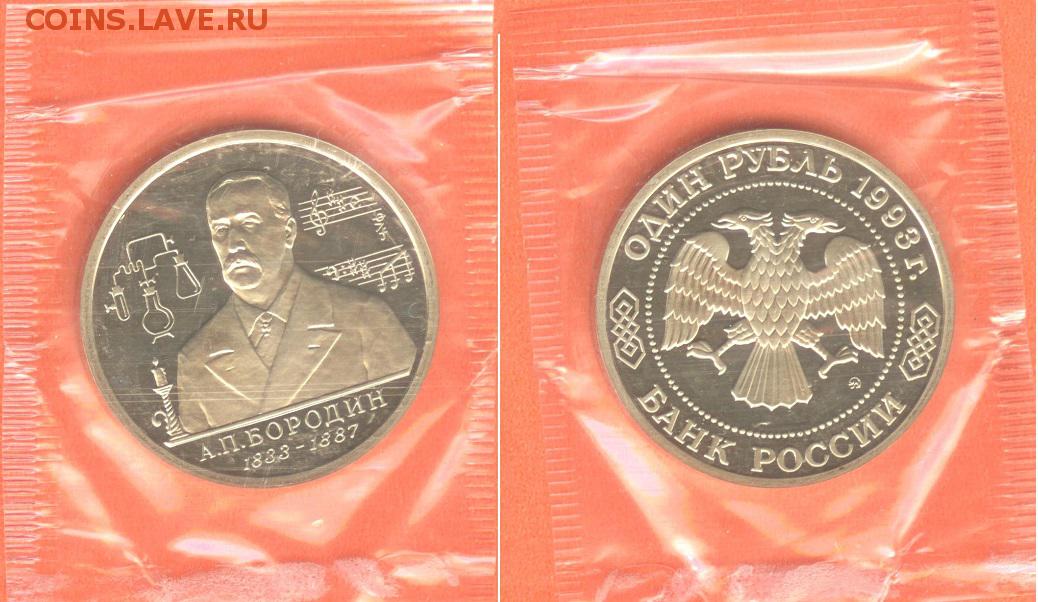 COINS.LAVE.RU
А.П.БОРОДИН
1833-1887
ОДИН РУБЛЬ 1993 г.
БАНК РОССИИ